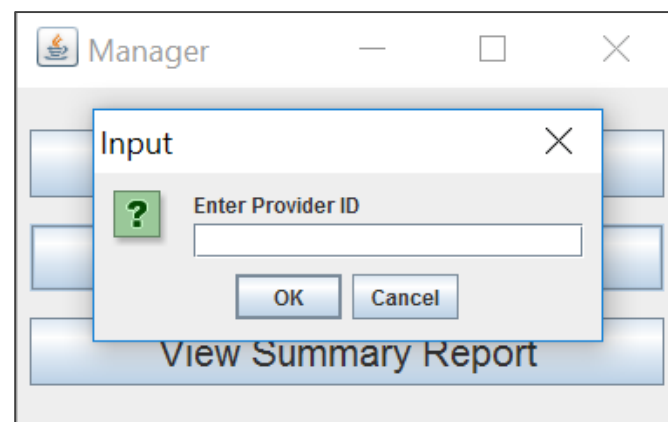 Manager
Input
?
Enter Provider ID
OK Cancel
View Summary Report